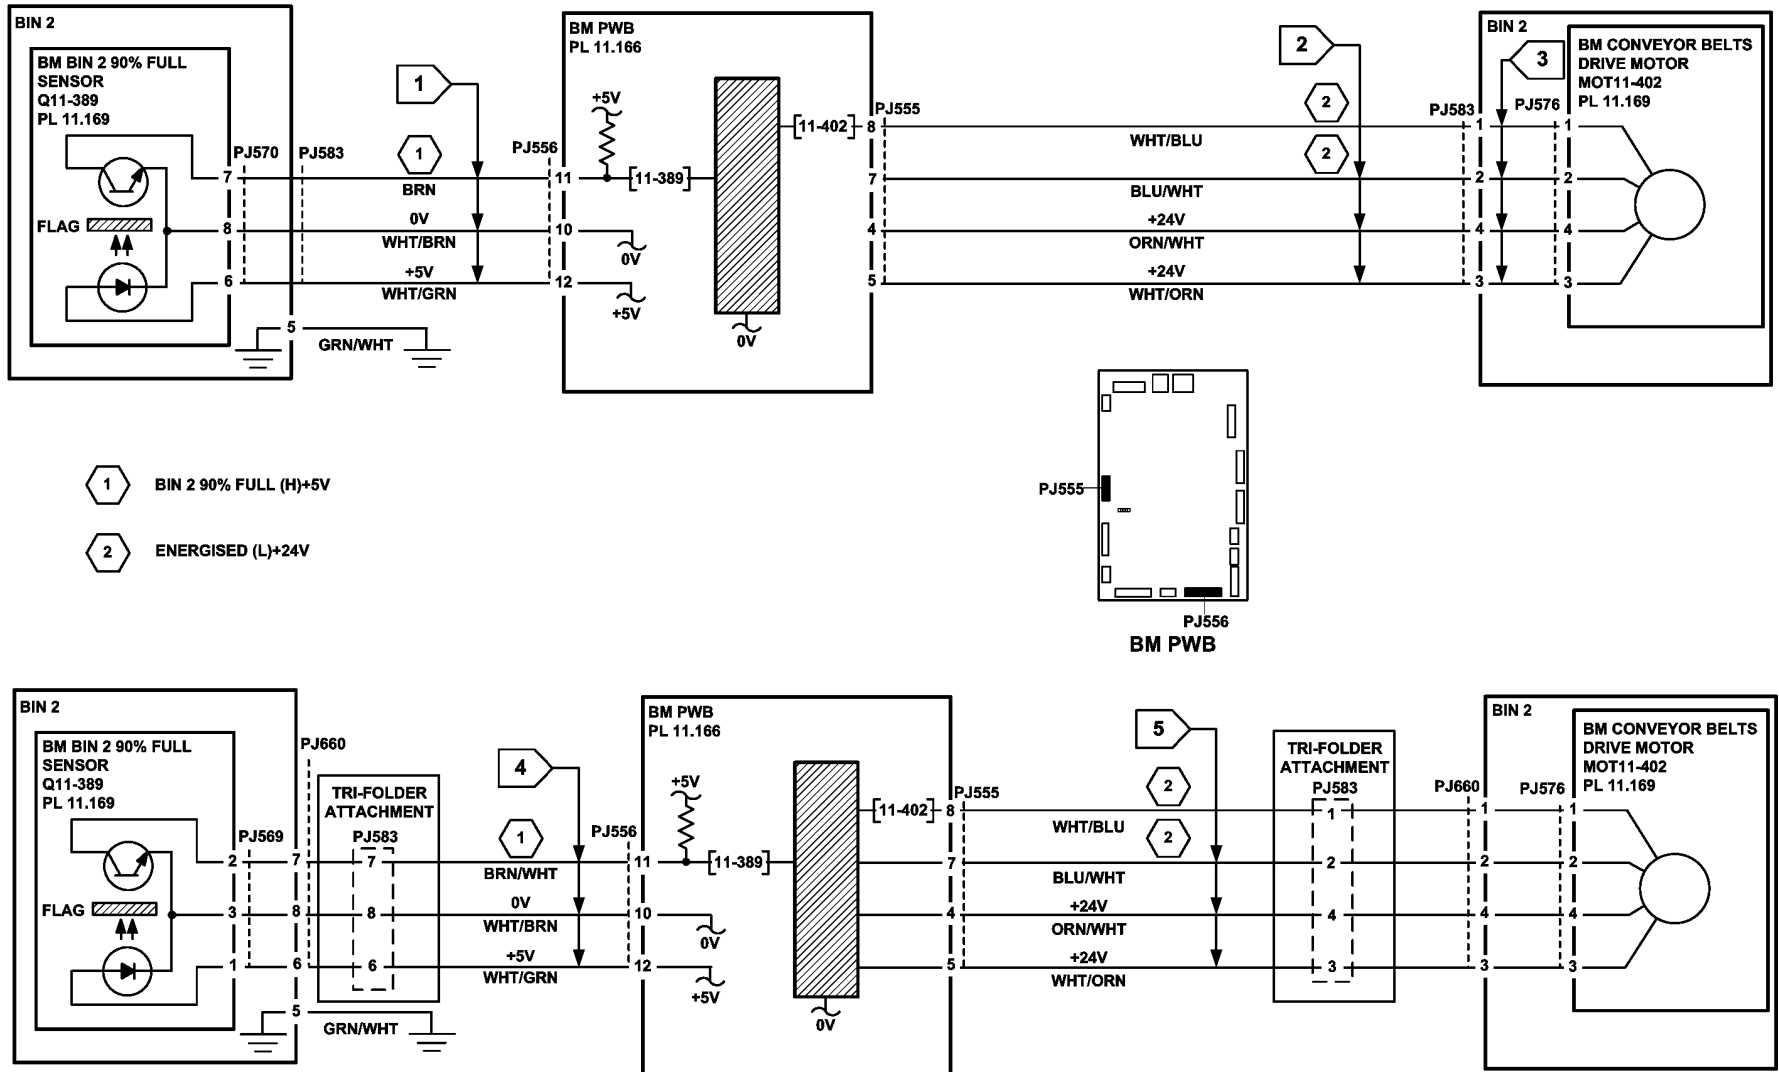 BIN 2
BM BIN 2 90% FULL
SENSOR
Q11-389
PL 11.169
FLAG
7
8
6
5
PJ570
PJ583
1
1
BRN
0V
WHT/BRN
+5V
WHT/GRN
GRN/WHT
PJ556
BM PWB
PL 11.166
+5V
11
[11-389]
10
0V
12
+5V
0V
[11-402]
8
7
4
5
PJ555
2
2
2
WHT/BLU
BLU/WHT
+24V
ORN/WHT
+24V
WHT/ORN
BIN 2
3
PJ583
PJ576
1
2
4
3
1
2
4
3
BM CONVEYOR BELTS
DRIVE MOTOR
MOT11-402
PL 11.169
1
BIN 2 90% FULL (H)+5V
2
ENERGISED (L)+24V
PJ555
PJ556
BM PWB
BIN 2
BM BIN 2 90% FULL
SENSOR
Q11-389
PL 11.169
FLAG
2
3
1
PJ569
7
8
6
5
PJ660
TRI-FOLDER
ATTACHMENT
PJ583
7
8
6
4
1
BRN/WHT
0V
WHT/BRN
+5V
WHT/GRN
GRN/WHT
PJ556
BM PWB
PL 11.166
+5V
11
[11-389]
10
0V
12
+5V
0V
[11-402]
8
7
4
5
PJ555
5
2
2
WHT/BLU
BLU/WHT
+24V
ORN/WHT
+24V
WHT/ORN
TRI-FOLDER
ATTACHMENT
PJ583
1
2
4
3
BIN 2
PJ660
PJ576
1
2
4
3
1
2
4
3
BM CONVEYOR BELTS
DRIVE MOTOR
MOT11-402
PL 11.169